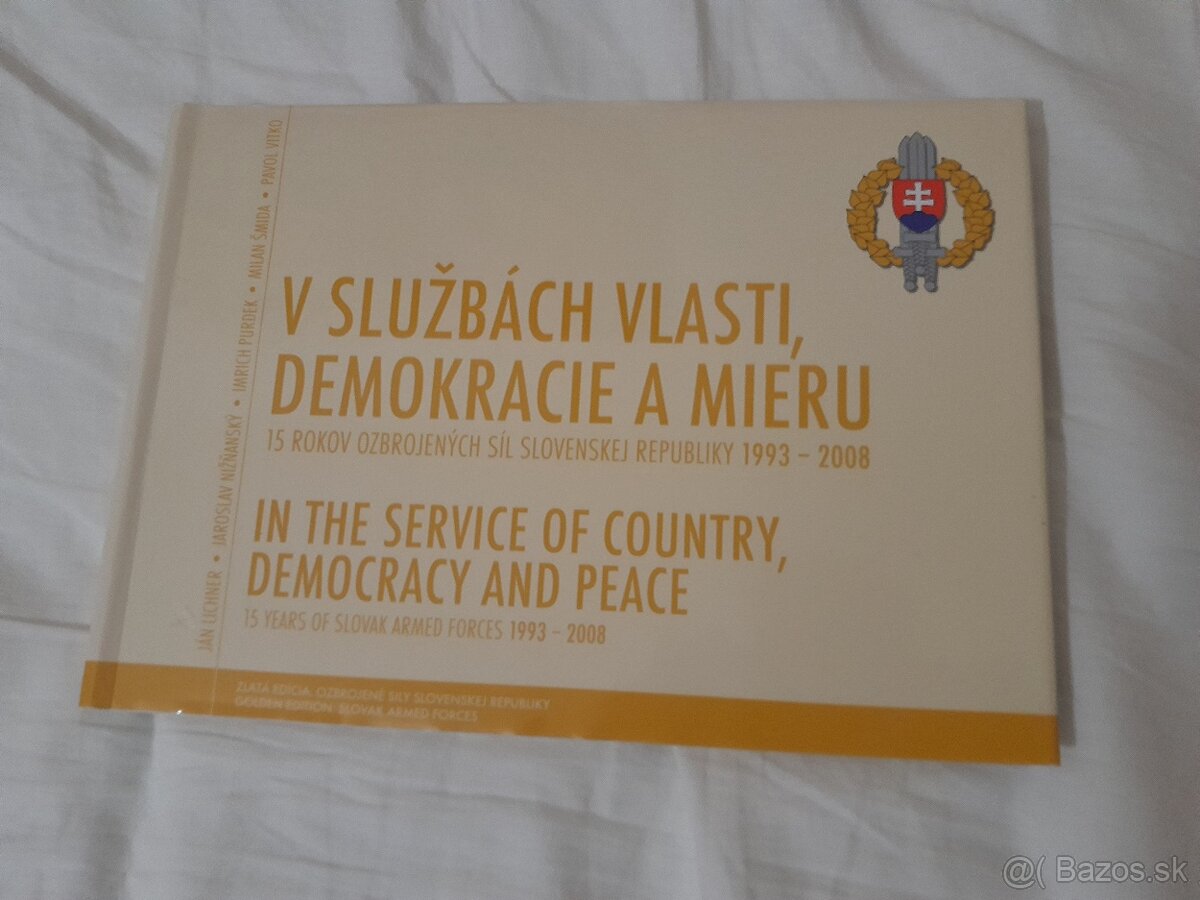 JÁN LICHNER • JAROSLAV NIŽŇANSKÝ • IMRICH PURDEK • MILAN ŠMIDA • PAVOL VITKO
V SLUŽBÁCH VLASTI,
DEMOKRACIE A MIERU
15 ROKOV OZBROJENÝCH SÍL SLOVENSKEJ REPUBLIKY 1993 – 2008
IN THE SERVICE OF COUNTRY,
DEMOCRACY AND PEACE
15 YEARS OF SLOVAK ARMED FORCES 1993 – 2008
ZLATÁ EDÍCIA: OZBROJENÉ SILY SLOVENSKEJ REPUBLIKY
GOLDEN EDITION: SLOVAK ARMED FORCES
@( Bazos.sk